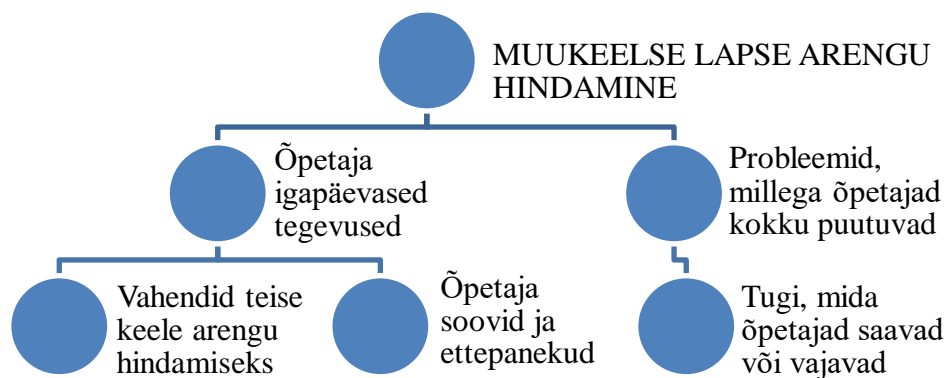 MUUKEELSE LAPSE ARENGU
HINDAMINE
Õpetaja
igapäevased
tegevused
Probleemid,
millega õpetajad
kokku puutuvad
Vahendid teise
keele arengu
hindamiseks
Õpetaja
soovid ja
ettepanekud
Tugi, mida
õpetajad saavad
või vajavad